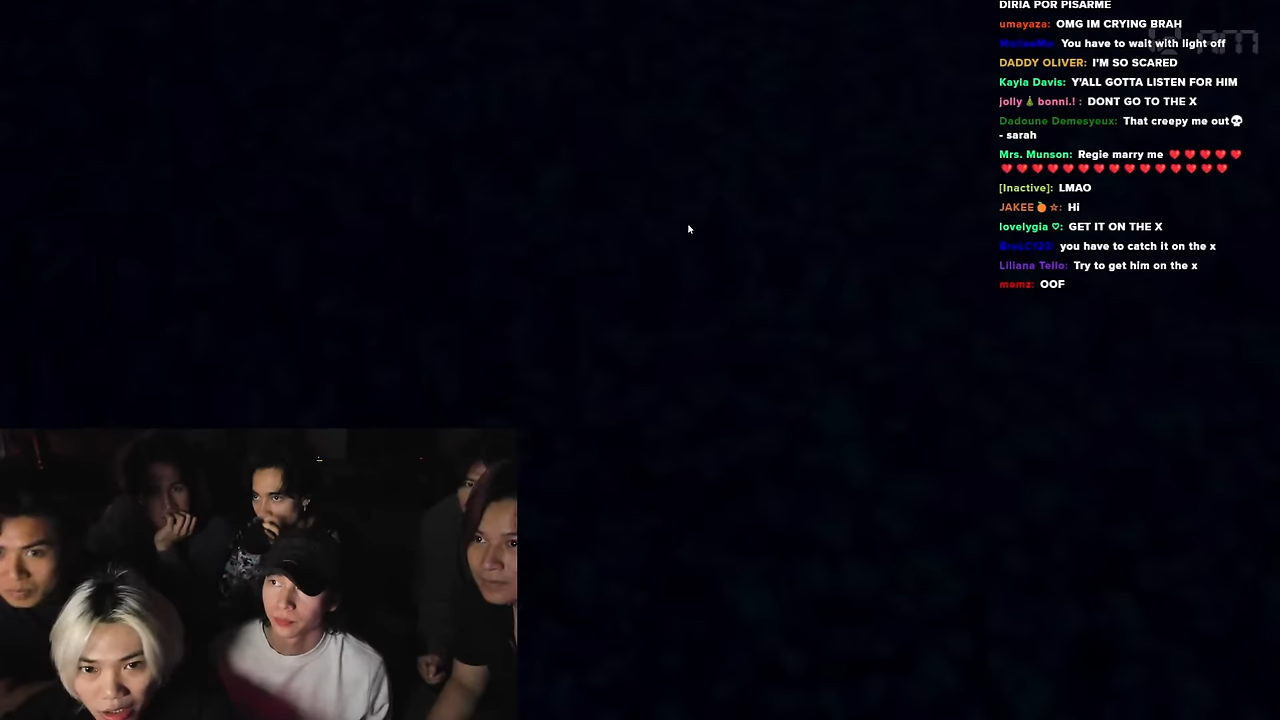 DIRIA POR PISARME
umayaza: OMG IM CRYING BRAH
You have to wait with light off
DADDY OLIVER: I'M SO SCARED
Kayla Davis: Y'ALL GOTTA LISTEN FOR HIM
jolly🎄bonni.! : DONT GO TO THE X
Dadoune Demesyeux: That creepy me out💀
- sarah
Mrs. Munson: Regie marry me ❤️ ❤️ ❤️ ❤️ ❤️
❤️ ❤️ ❤️ ❤️ ❤️ ❤️ ❤️ ❤️ ❤️ ❤️ ❤️ ❤️ ❤️ ❤️ ❤️
[Inactive]: LMAO
JAKEE🍊☆: Hi
lovelygia ♡: GET IT ON THE X
you have to catch it on the x
Liliana Tello: Try to get him on the x
memz: OOF